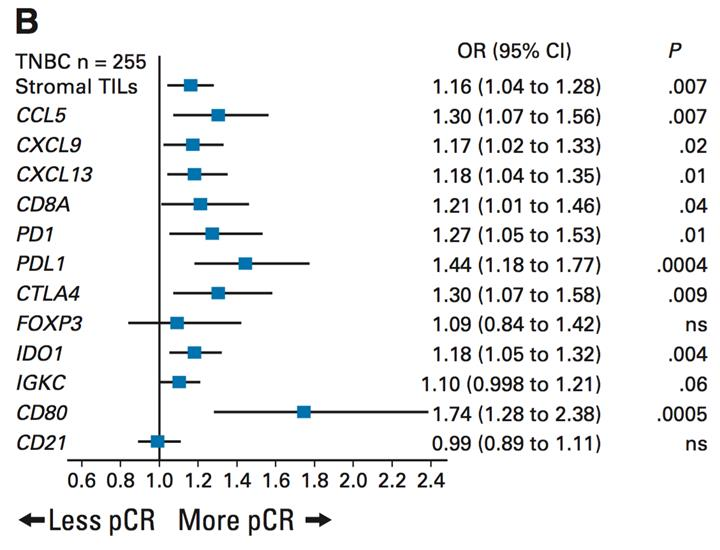 B
OR (95% CI) P
TNBC n = 255
Stromal TILs 1.16 (1.04 to 1.28) .007
CCL5 1.30 (1.07 to 1.56) .007
CXCL9 1.17 (1.02 to 1.33) .02
CXCL13 1.18 (1.04 to 1.35) .01
CD8A 1.21 (1.01 to 1.46) .04
PD1 1.27 (1.05 to 1.53) .01
PDL1 1.44 (1.18 to 1.77) .0004
CTLA4 1.30 (1.07 to 1.58) .009
FOXP3 1.09 (0.84 to 1.42) ns
IDO1 1.18 (1.05 to 1.32) .004
IGKC 1.10 (0.998 to 1.21) .06
CD80 1.74 (1.28 to 2.38) .0005
CD21 0.99 (0.89 to 1.11) ns
0.6 0.8 1.0 1.2 1.4 1.6 1.8 2.0 2.2 2.4
Less pCR More pCR